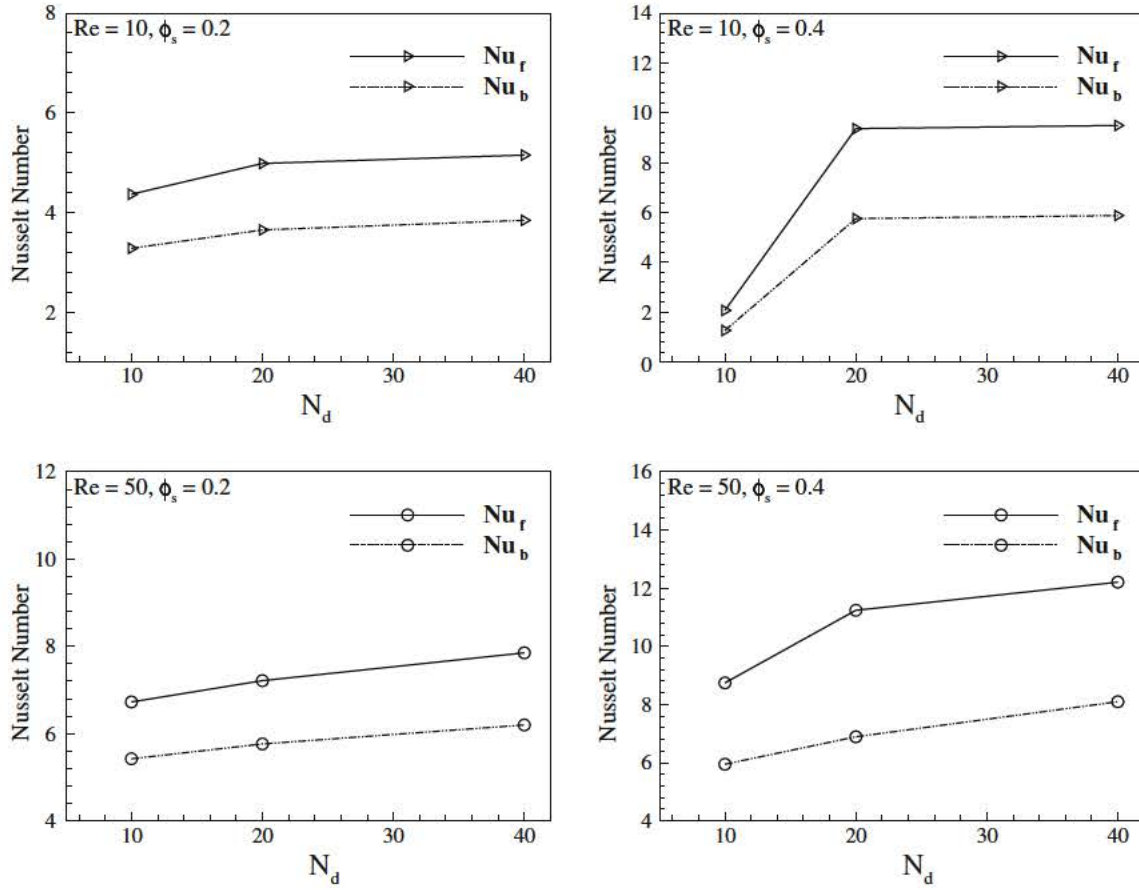 Re = 10, ϕs = 0.2
Nuf
Nub
8
6
4
2
10
20
30
40
Nusselt Number
Nd
Re = 10, ϕs = 0.4
Nuf
Nub
14
12
10
8
6
4
2
0
10
20
30
40
Nusselt Number
Nd
Re = 50, ϕs = 0.2
Nuf
Nub
12
10
8
6
4
10
20
30
40
Nusselt Number
Nd
Re = 50, ϕs = 0.4
Nuf
Nub
16
14
12
10
8
6
4
10
20
30
40
Nusselt Number
Nd